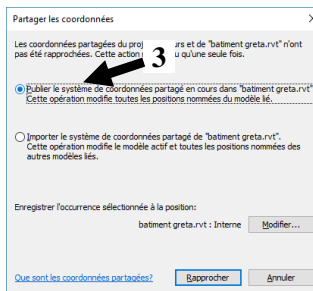 Partager les coordonnées
Les coordonnées partagées du pro urs et de "batiment greta.rvt" n'ont
pas été rapprochées. Cette action u qu'une seule fois.
3
Publier le système de coordonnées partagé en cours dans "batiment greta.rvt"
Cette opération modifie toutes les positions nommées du modèle lié.
Importer le système de coordonnées partagé de "batiment greta.rvt".
Cette opération modifie le modèle actif et toutes les positions nommées des
autres modèles liés.
Enregistrer l'occurrence sélectionnée à la position:
batiment greta.rvt : Interne
Modifier...
Que sont les coordonnées partagées?
Rapprocher
Annuler